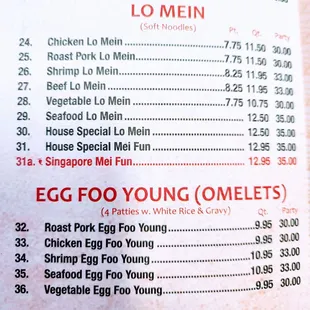 LO MEIN
(Soft Noodles)
Pt. Qt. Party
24. Chicken Lo Mein 7.75 11.50 30.00
25. Roast Pork Lo Mein 7.75 11.50 30.00
26. Shrimp Lo Mein 8.25 11.95 33.00
27. Beef Lo Mein 8.25 11.95 33.00
28. Vegetable Lo Mein 7.75 10.75 30.00
29. Seafood Lo Mein 12.50 35.00
30. House Special Lo Mein 12.50 35.00
31. House Special Mei Fun 12.95 35.00
31a. Singapore Mei Fun 12.95 35.00
EGG FOO YOUNG (OMELETS)
(4 Patties w. White Rice & Gravy) Qt. Party
32. Roast Pork Egg Foo Young 9.95 30.00
33. Chicken Egg Foo Young 9.95 30.00
34. Shrimp Egg Foo Young 10.95 33.00
35. Seafood Egg Foo Young 10.95 33.00
36. Vegetable Egg Foo Young 9.95 30.00